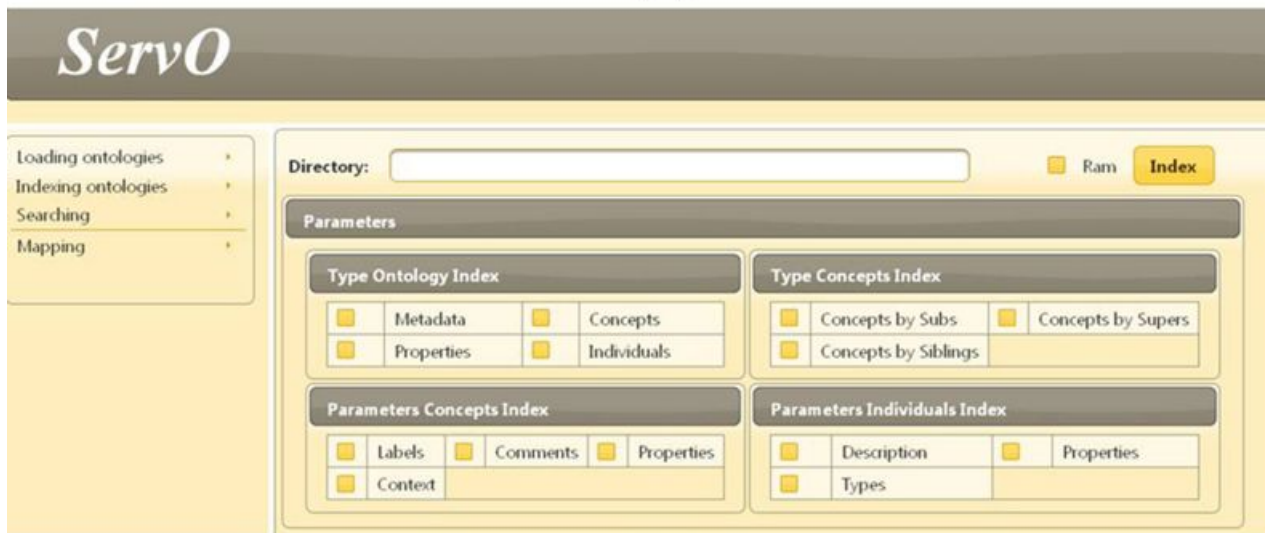 ServO
Loading ontologies
Indexing ontologies
Searching
Mapping
Directory: Ram Index
Parameters
Type Ontology Index
Metadata Concepts
Properties Individuals
Type Concepts Index
Concepts by Subs Concepts by Supers
Concepts by Siblings
Parameters Concepts Index
Labels Comments Properties
Context
Parameters Individuals Index
Description Properties
Types